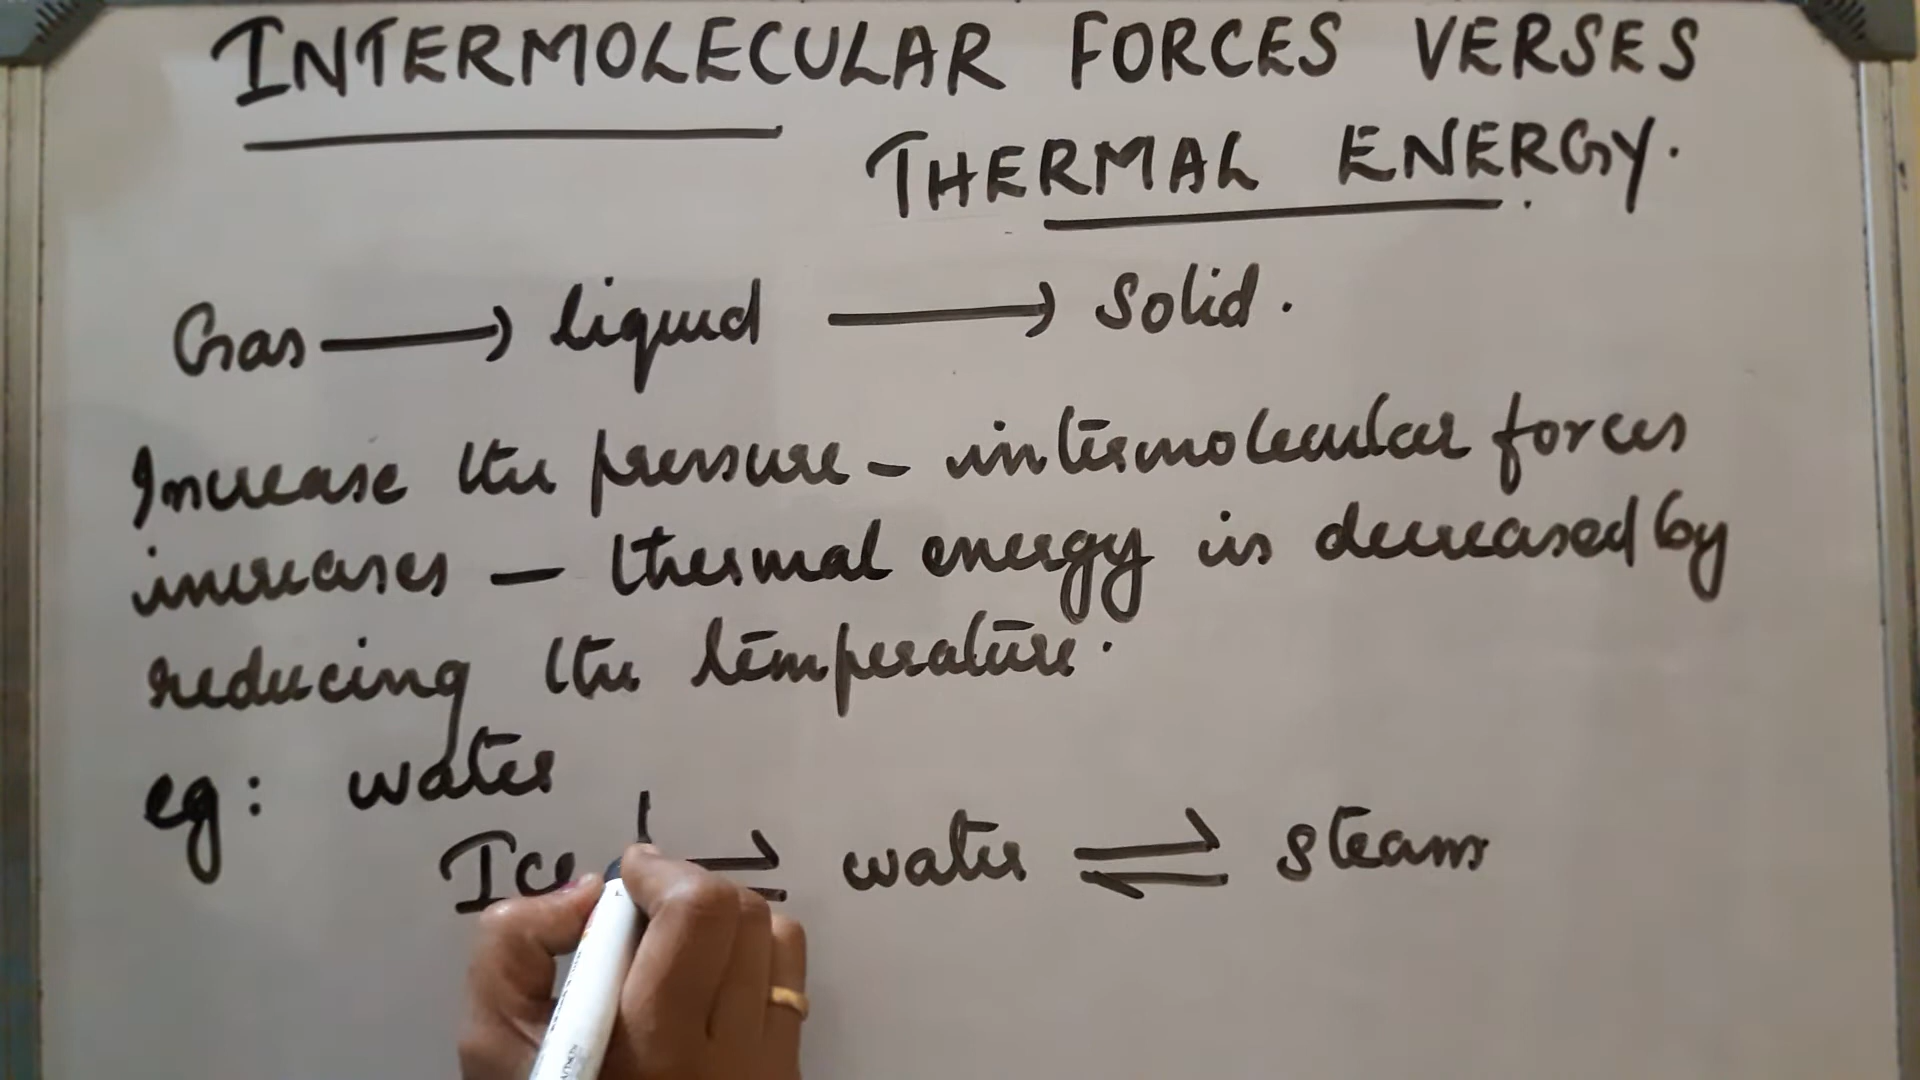 INTERMOLECULAR FORCES VERSES
THERMAL ENERGY.
Gas → liquid → Solid.
Increase the pressure - intermolecular forces
increases - thermal energy is decreased by
reducing the temperature.
eg: water
Ice ⇌ water ⇌ steam